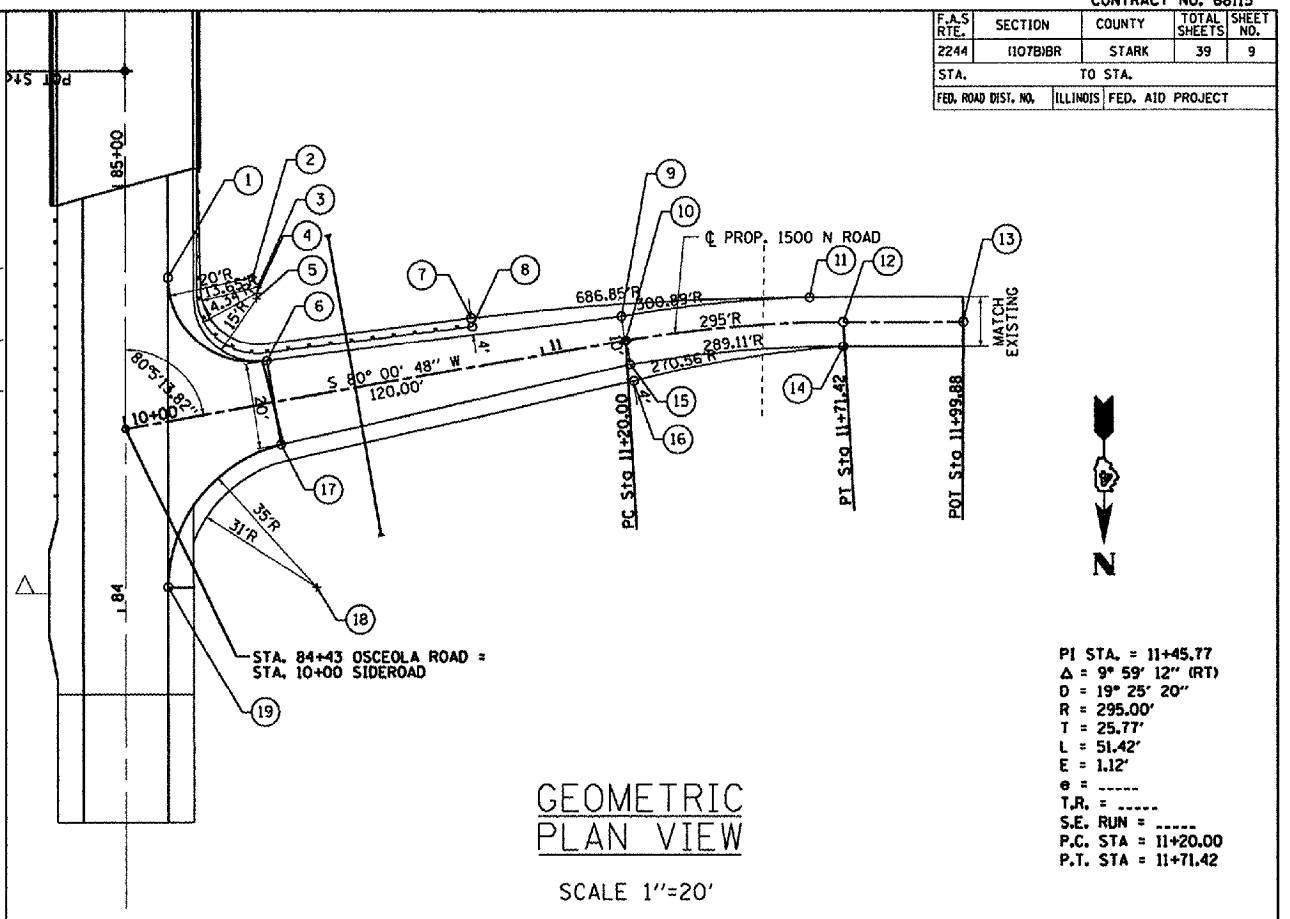 CONTRACT NO. 68115
F.A.S RTE. SECTION COUNTY TOTAL SHEETS SHEET NO.
2244 (107B)BR STARK 39 9
STA. TO STA.
FED. ROAD DIST. NO. ILLINOIS FED. AID PROJECT
POT Sta
85+00
1
2
3
4
5
6
7
8
9
10
11
12
13
14
15
16
17
18
19
20'R
15'R
℄ PROP. 1500 N ROAD
686.85'R
300.89'R
295'R
289.11'R
270.56'R
4'
10'
4'
11
S 80° 00' 48" W
120.00'
80°5'13.82"
10+00
20'
MATCH EXISTING
PC Sta 11+20.00
PT Sta 11+71.42
POT Sta 11+99.88
35'R
31'R
84
N
STA. 84+43 OSCEOLA ROAD =
STA. 10+00 SIDEROAD
PI STA. = 11+45.77
Δ = 9° 59' 12" (RT)
D = 19° 25' 20"
R = 295.00'
T = 25.77'
L = 51.42'
E = 1.12'
e = -----
T.R. = -----
S.E. RUN = -----
P.C. STA = 11+20.00
P.T. STA = 11+71.42
GEOMETRIC
PLAN VIEW
SCALE 1"=20'